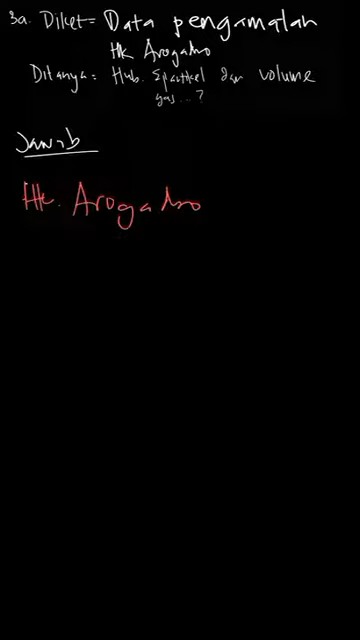 3a. Diket = Data pengamatan
Hk Avogadro
Ditanya = Hub. Σpartikel dan volume
gas...?
Jawab
Hk. Avogadro